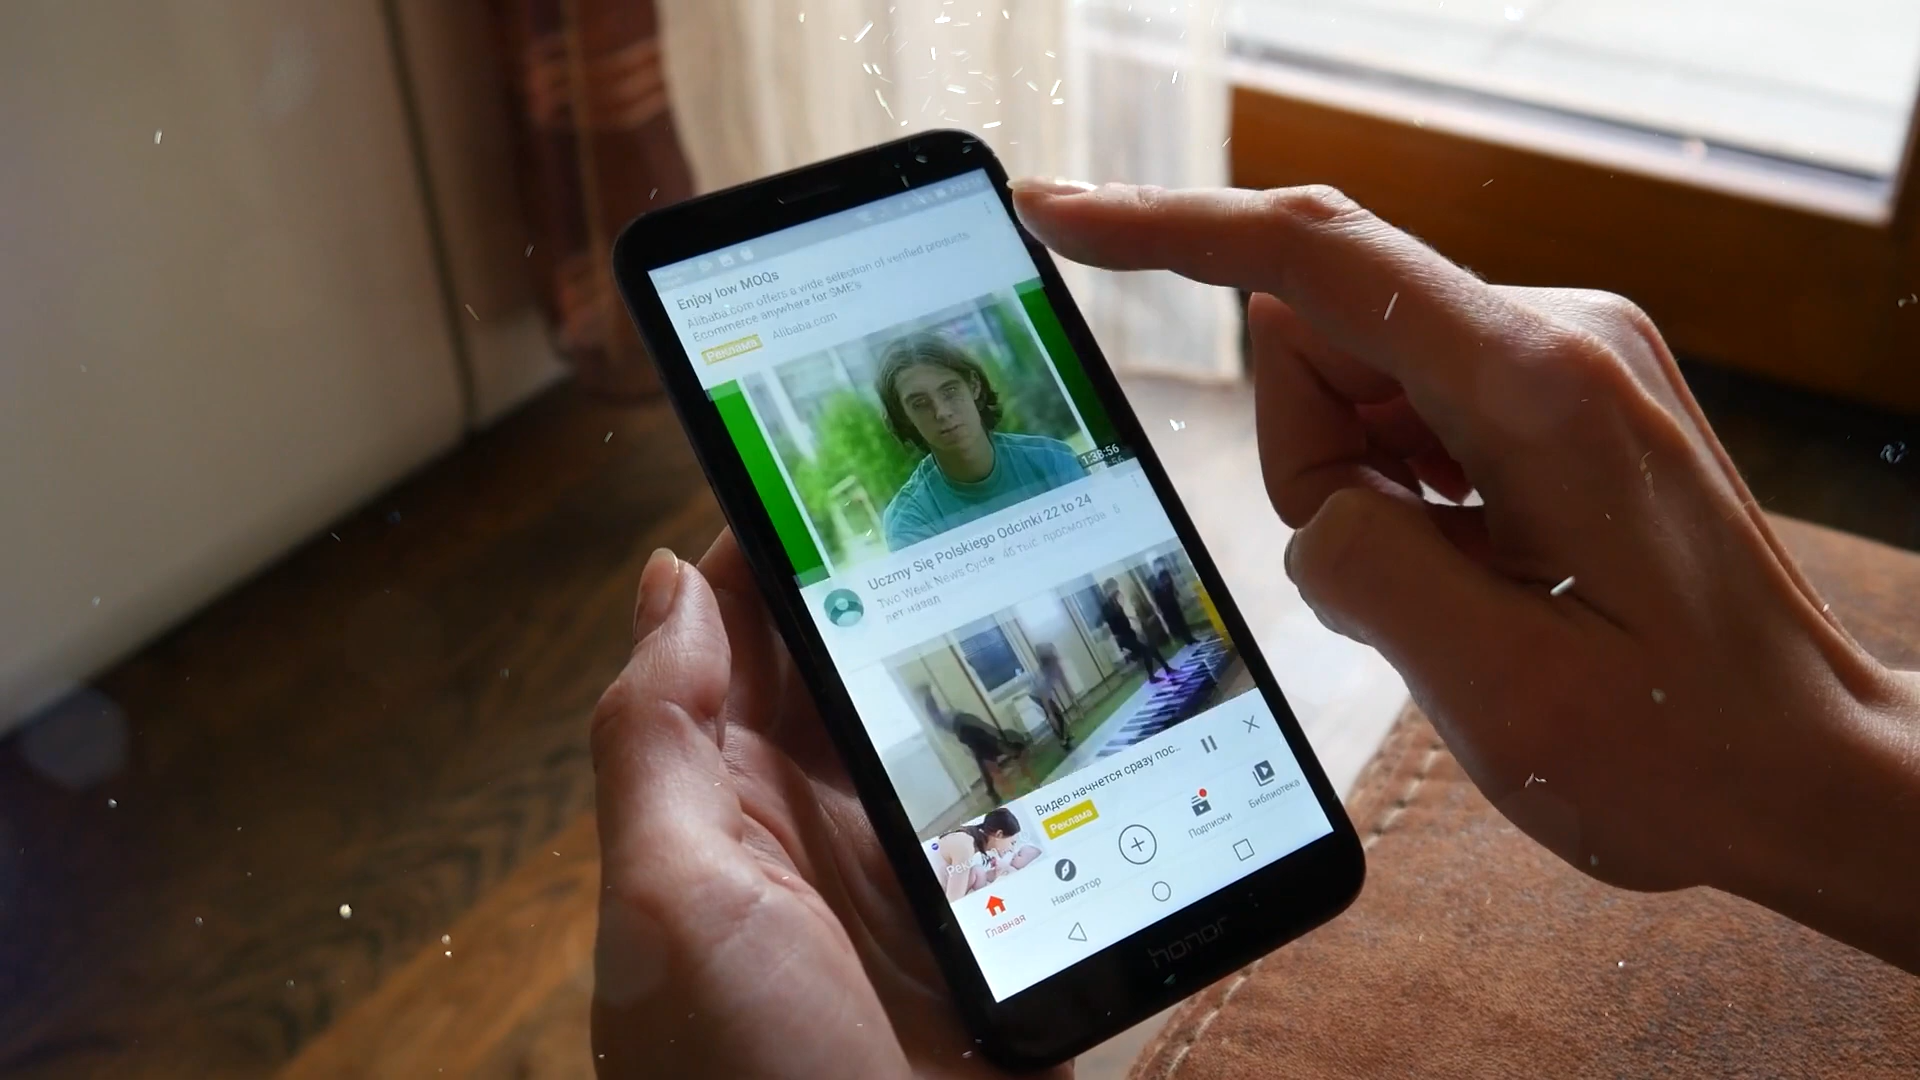 Enjoy low MOQs
Alibaba.com offers a wide selection of verified products
Ecommerce anywhere for SME's
Реклама Alibaba.com
1:38:56
Uczmy Się Polskiego Odcinki 22 to 24
Two Week News Cycle 45 тыс. просмотров 6
лет назад
Видео начнется сразу пос...
Реклама
Главная
Навигатор
Подписки
Библиотека
honor